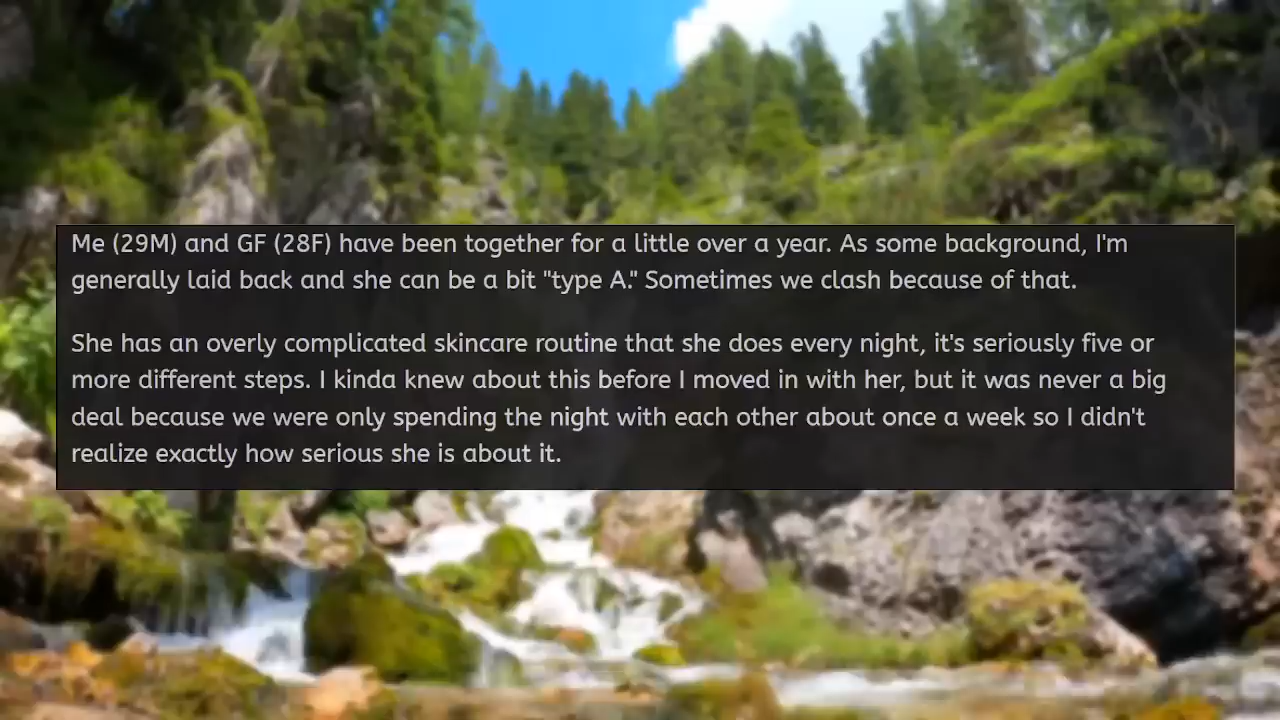 Me (29M) and GF (28F) have been together for a little over a year. As some background, I'm
generally laid back and she can be a bit "type A." Sometimes we clash because of that.
She has an overly complicated skincare routine that she does every night, it's seriously five or
more different steps. I kinda knew about this before I moved in with her, but it was never a big
deal because we were only spending the night with each other about once a week so I didn't
realize exactly how serious she is about it.